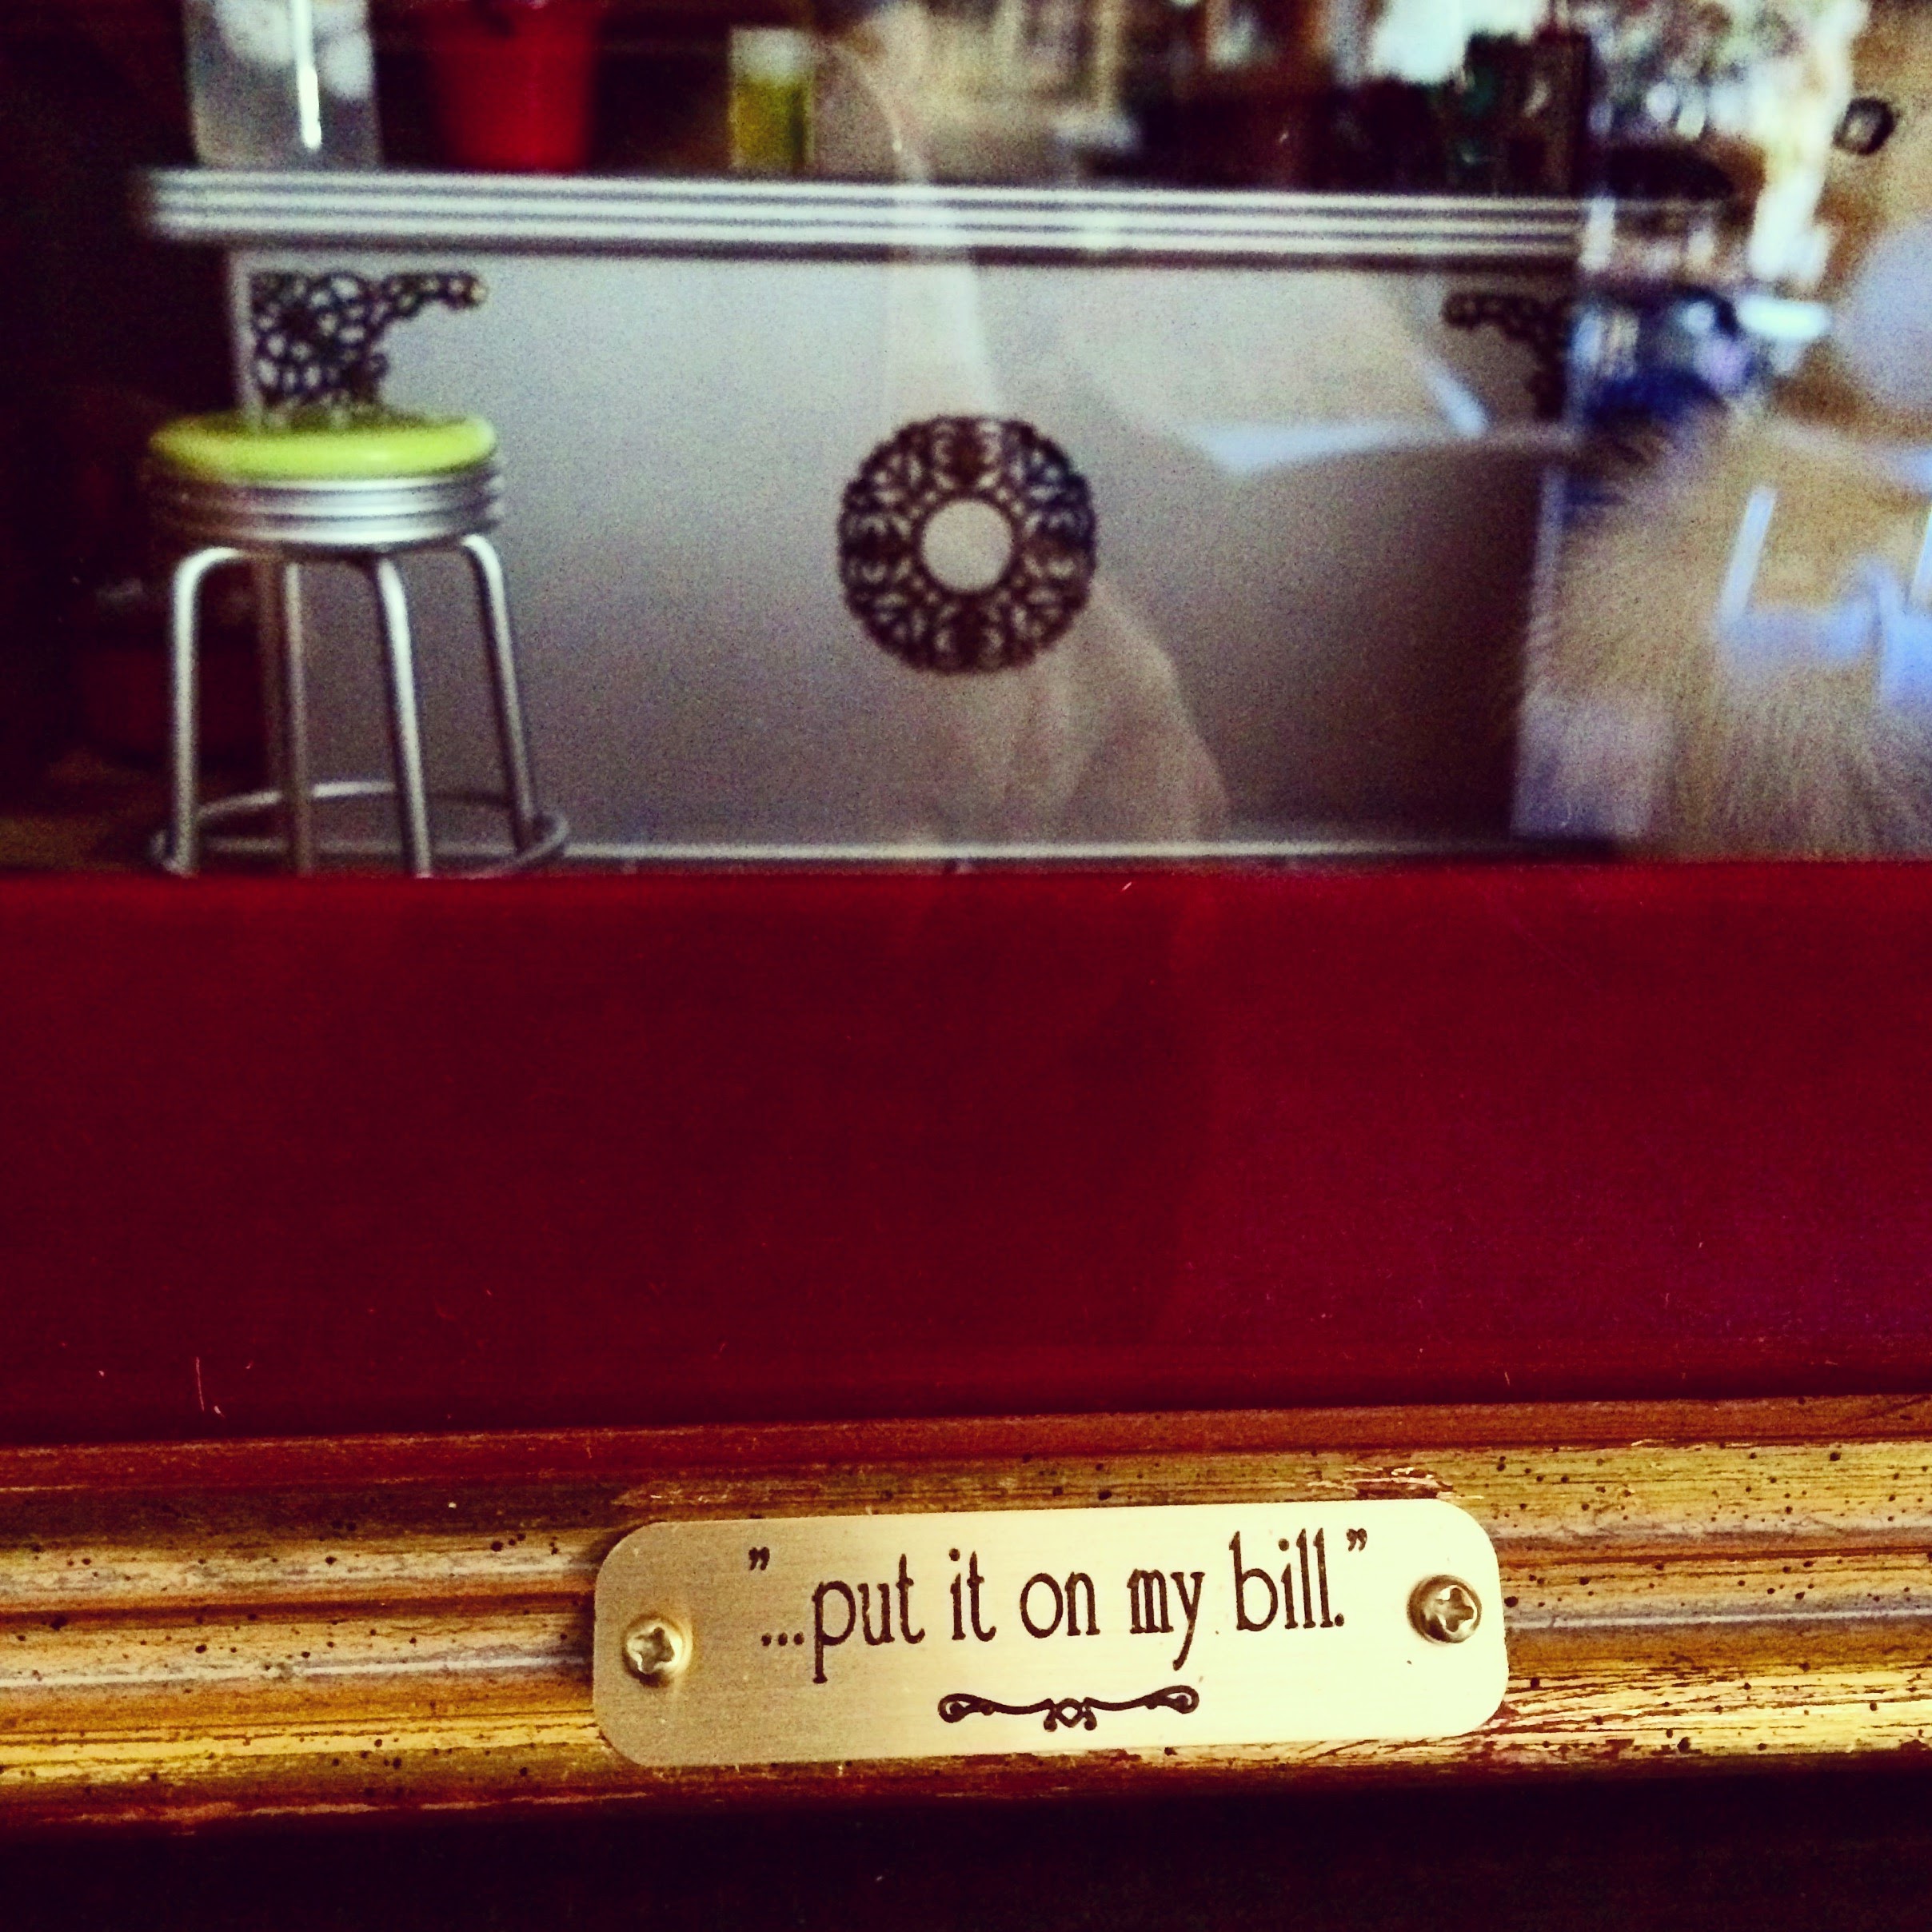 ”...put it on my bill.”